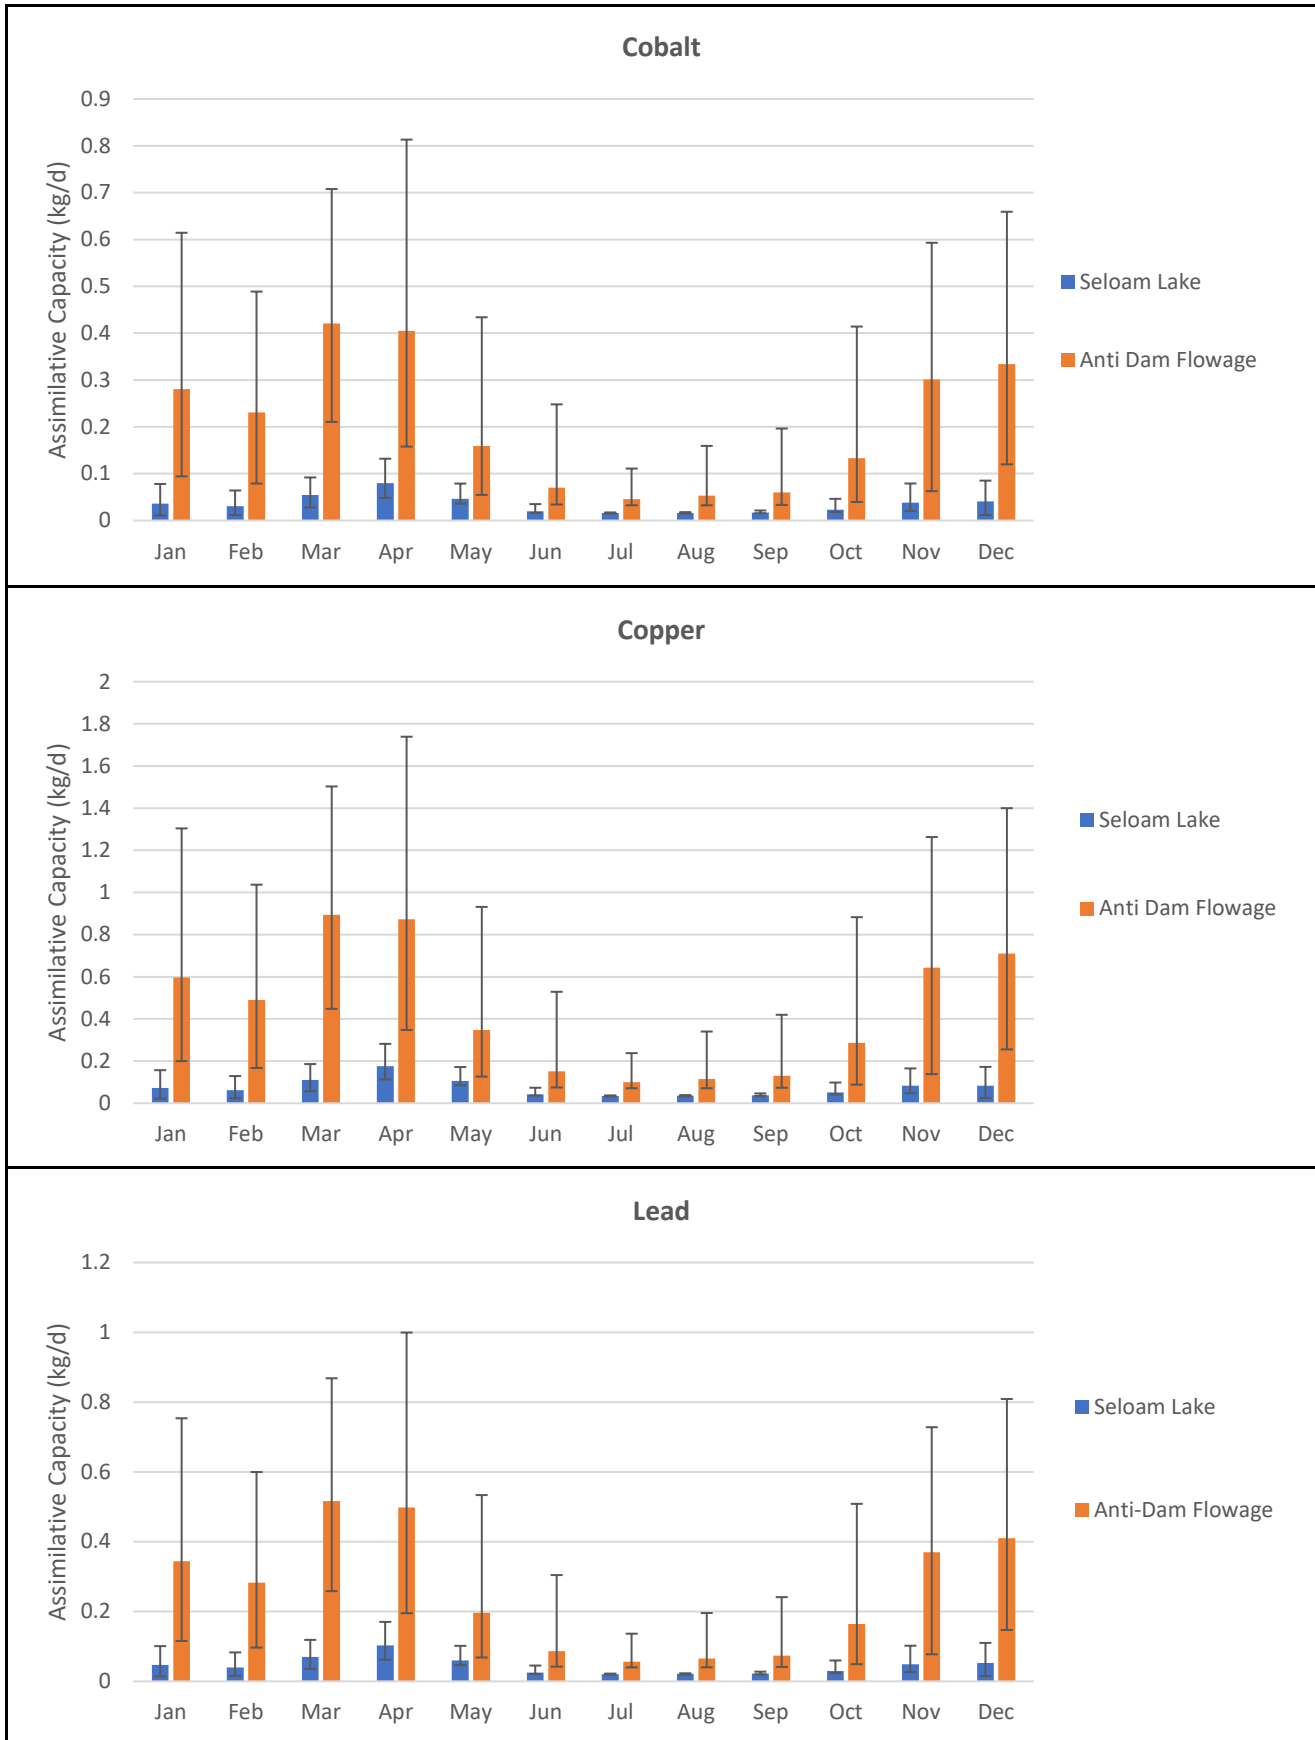 Cobalt
Assimilative Capacity (kg/d)
0.9
0.8
0.7
0.6
0.5
0.4
0.3
0.2
0.1
0
Jan Feb Mar Apr May Jun Jul Aug Sep Oct Nov Dec
Seloam Lake
Anti Dam Flowage
Copper
Assimilative Capacity (kg/d)
2
1.8
1.6
1.4
1.2
1
0.8
0.6
0.4
0.2
0
Jan Feb Mar Apr May Jun Jul Aug Sep Oct Nov Dec
Seloam Lake
Anti Dam Flowage
Lead
Assimilative Capacity (kg/d)
1.2
1
0.8
0.6
0.4
0.2
0
Jan Feb Mar Apr May Jun Jul Aug Sep Oct Nov Dec
Seloam Lake
Anti-Dam Flowage